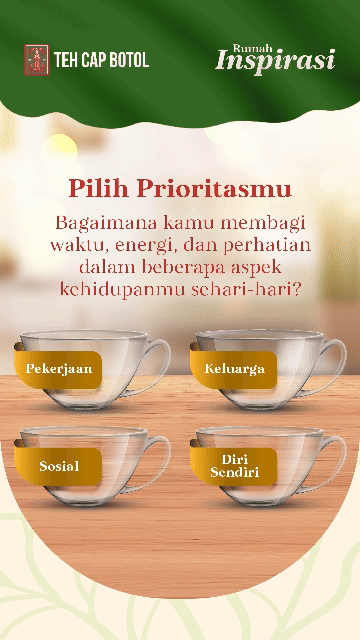 TEH CAP BOTOL
Rumah
Inspirasi
Pilih Prioritasmu
Bagaimana kamu membagi
waktu, energi, dan perhatian
dalam beberapa aspek
kehidupanmu sehari-hari?
Pekerjaan
Keluarga
Sosial
Diri
Sendiri